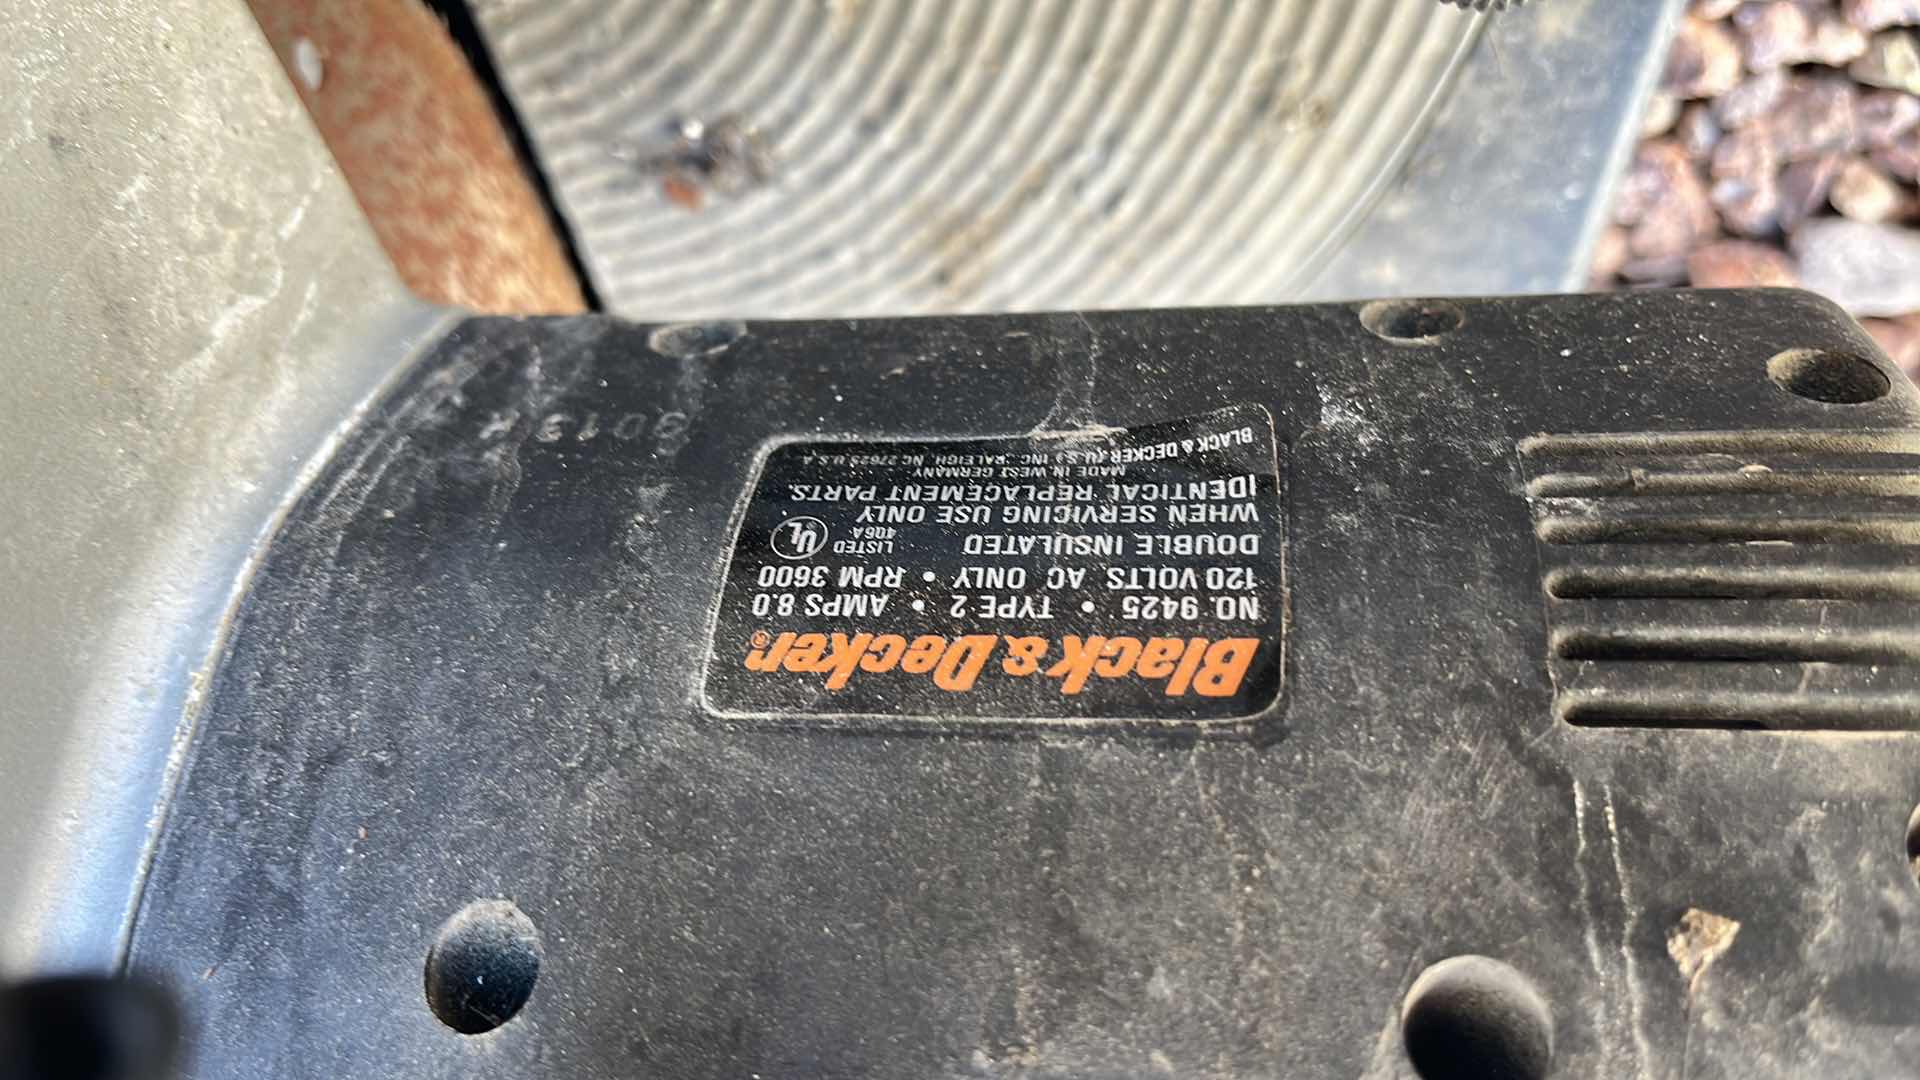 Black & Decker®
NO. 9425 • TYPE 2 • AMPS 8.0
120 VOLTS AC ONLY • RPM 3600
DOUBLE INSULATED LISTED 406A UL
WHEN SERVICING USE ONLY
IDENTICAL REPLACEMENT PARTS.
MADE IN WEST GERMANY
BLACK & DECKER (U.S.) INC., RALEIGH, NC 27625 U.S.A.